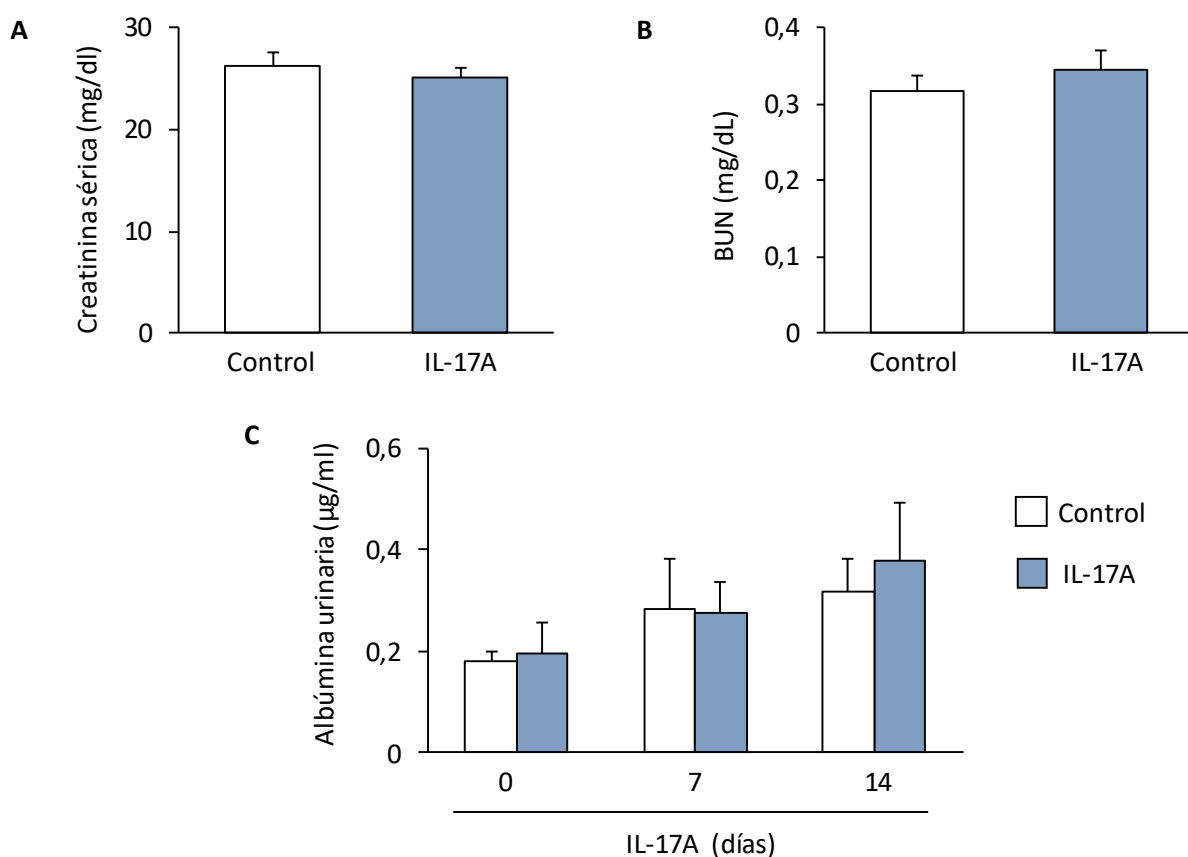 A
Creatinina sérica (mg/dl)
30
20
10
0
Control
IL-17A
B
BUN (mg/dL)
0,4
0,3
0,2
0,1
0
Control
IL-17A
C
Albúmina urinaria (µg/ml)
0,6
0,4
0,2
0
0
7
14
IL-17A (días)
Control
IL-17A